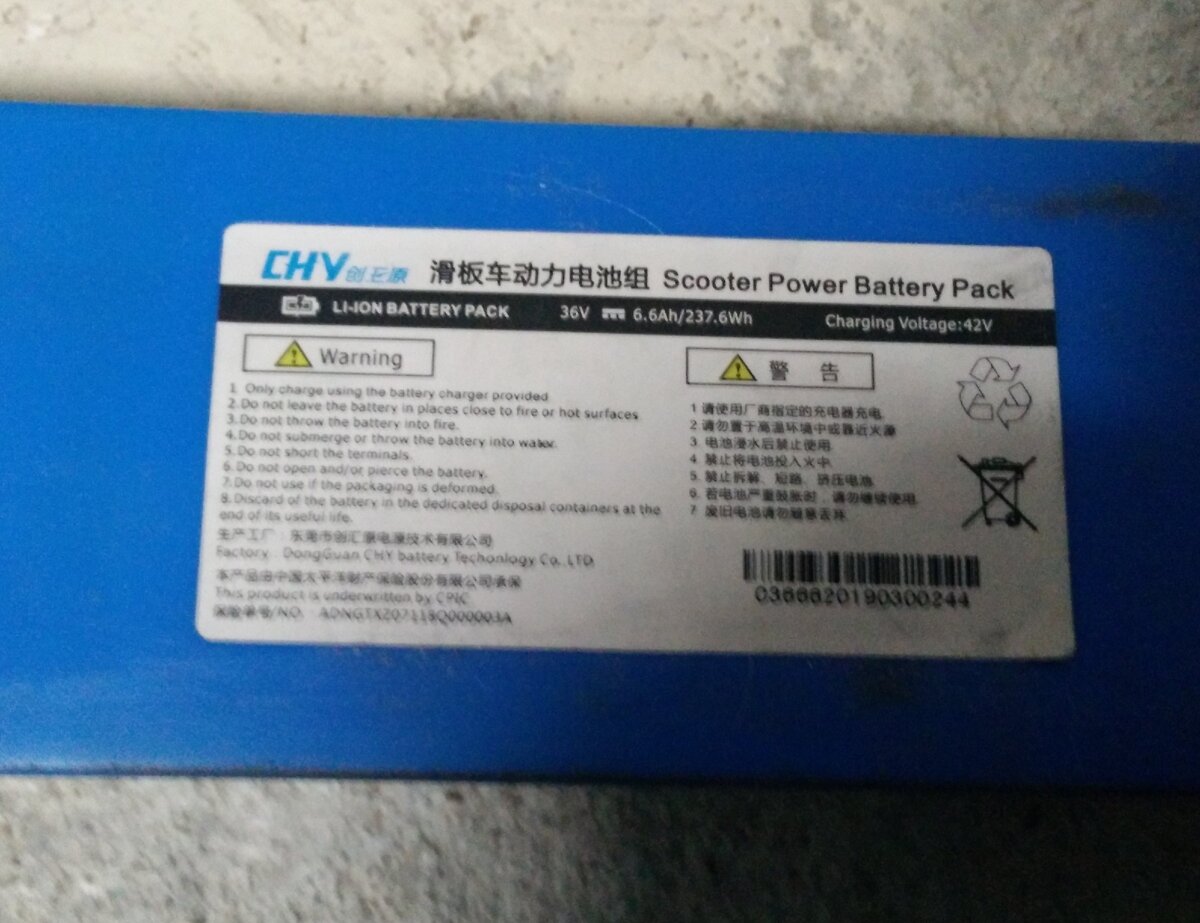 CHY创汇源 滑板车动力电池组 Scooter Power Battery Pack
LI-ION BATTERY PACK 36V 6.6Ah/237.6Wh Charging Voltage:42V
Warning
1 Only charge using the battery charger provided
2.Do not leave the battery in places close to fire or hot surfaces
3.Do not throw the battery into fire.
4.Do not submerge or throw the battery into water.
5.Do not short the terminals.
6.Do not open and/or pierce the battery.
7.Do not use if the packaging is deformed.
8.Discard of the battery in the dedicated disposal containers at the
end of its useful life.
生产工厂：东莞市创汇源电源技术有限公司
Factory: DongGuan CHY battery Techonlogy Co.,LTD
本产品由中国太平洋财产保险股份有限公司承保
This product is underwritten by CPIC
保险单号/NO.
警 告
1 请使用厂商指定的充电器充电.
2 请勿置于高温环境中或靠近火源
3 电池浸水后禁止使用.
4 禁止将电池投入火中.
5 禁止拆解、短路、挤压电池
6 若电池严重鼓胀时，请勿继续使用.
7 废旧电池请勿随意丢弃
0366620190300244